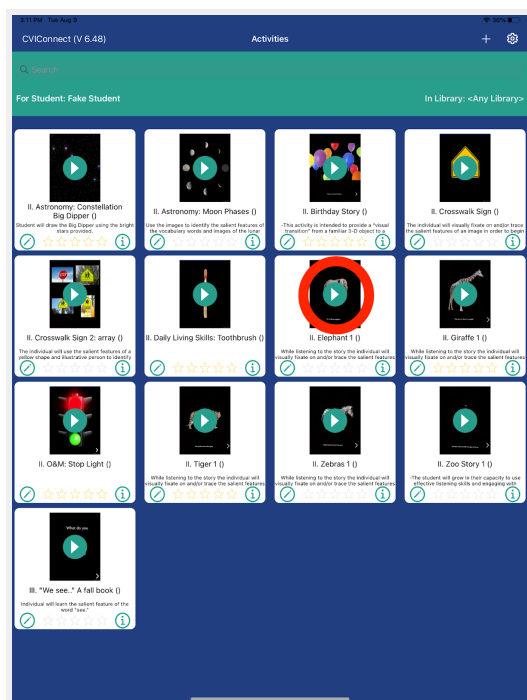 3:11 PM Tue Aug 9
36%
CVIConnect (V 6.48)
Activities
Search
For Student: Fake Student
In Library: <Any Library>
II. Astronomy: Constellation
Big Dipper ()
Student will draw the Big Dipper using the bright
stars provided.
II. Astronomy: Moon Phases ()
Use the images to identify the salient features of
the vocabulary words and images of the lunar
II. Birthday Story ()
-This activity is intended to provide a "visual
transition" from a familiar 3-D object to a
II. Crosswalk Sign ()
The individual will visually fixate on and/or trace
the salient features of an image in order to begin
II. Crosswalk Sign 2: array ()
The individual will use the salient features of a
yellow shape and illustrative person to identify
II. Daily Living Skills: Toothbrush ()
II. Elephant 1 ()
While listening to the story the individual will
visually fixate on and/or trace the salient features
II. Giraffe 1 ()
While listening to the story the individual will
visually fixate on and/or trace the salient features
II. O&M: Stop Light ()
II. Tiger 1 ()
While listening to the story the individual will
visually fixate on and/or trace the salient features
II. Zebras 1 ()
While listening to the story the individual will
visually fixate on and/or trace the salient features
II. Zoo Story 1 ()
-The student will grow in their capacity to use
effective listening skills and engaging with
What do you
III. "We see.." A fall book ()
Individual will learn the salient feature of the
word "see."